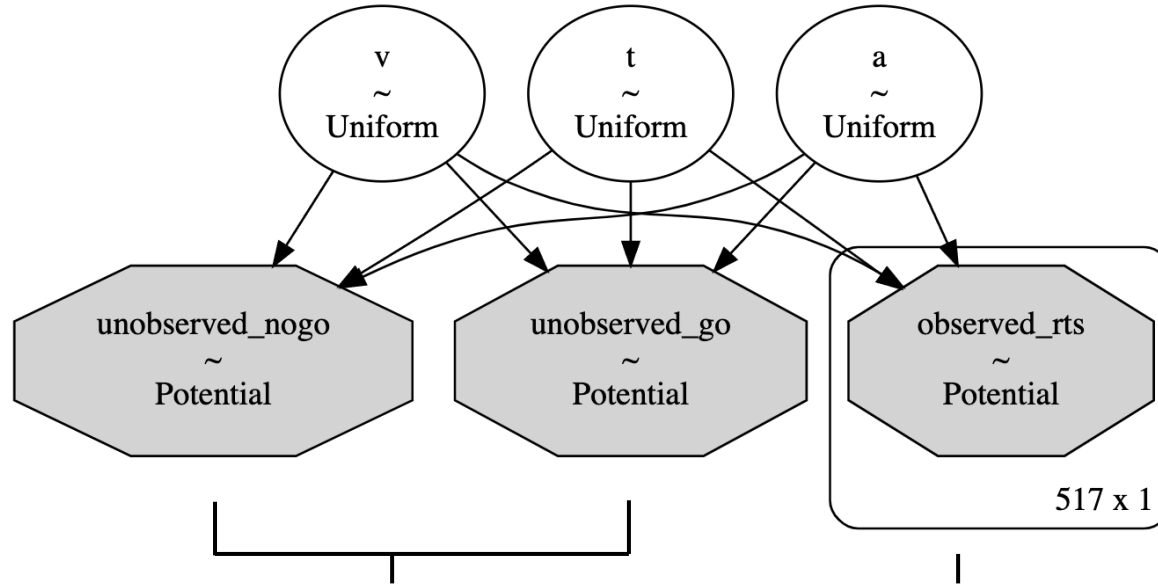 v
~
Uniform
t
~
Uniform
a
~
Uniform
unobserved_nogo
~
Potential
unobserved_go
~
Potential
observed_rts
~
Potential
517 x 1